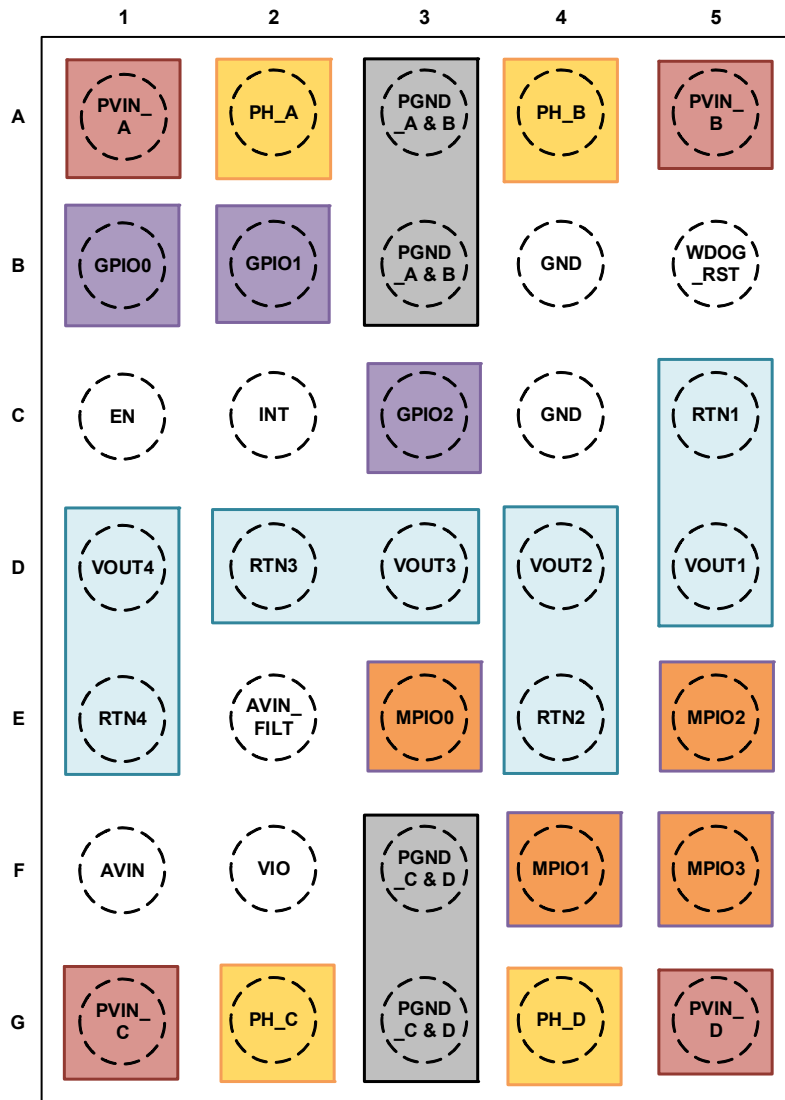 1 2 3 4 5
A
PVIN_
A
PH_A
PGND
_A & B
PH_B
PVIN_
B
B
GPIO0
GPIO1
PGND
_A & B
GND
WDOG
_RST
C
EN
INT
GPIO2
GND
RTN1
D
VOUT4
RTN3
VOUT3
VOUT2
VOUT1
E
RTN4
AVIN_
FILT
MPIO0
RTN2
MPIO2
F
AVIN
VIO
PGND
_C & D
MPIO1
MPIO3
G
PVIN_
C
PH_C
PGND
_C & D
PH_D
PVIN_
D